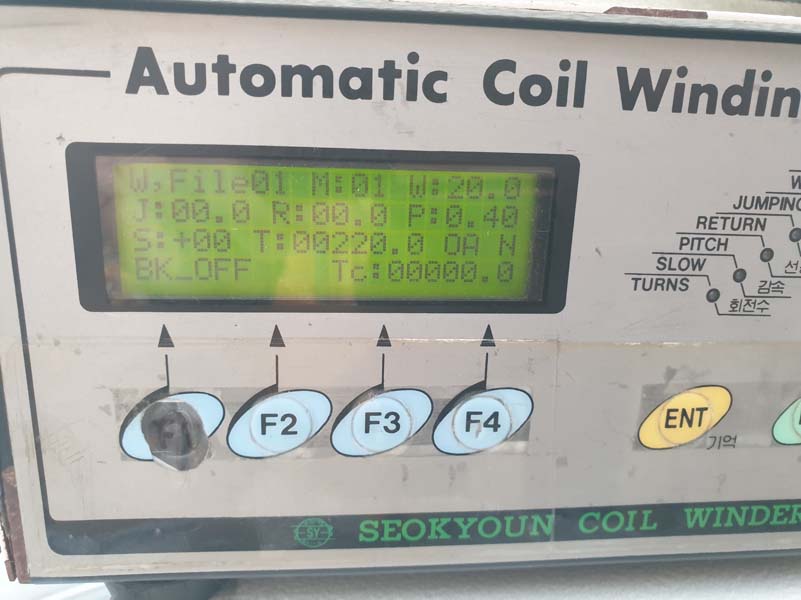 Automatic Coil Windin
W,File01 M:01 W:20.0
J:00.0 R:00.0 P:0.40
S:+00 T:00220.0 OA N
BK_OFF Tc:00000.0
W
JUMPING
RETURN
PITCH
SLOW
TURNS
선
감속
회전수
F2
F3
F4
ENT
기억
SY
SEOKYOUN COIL WINDER